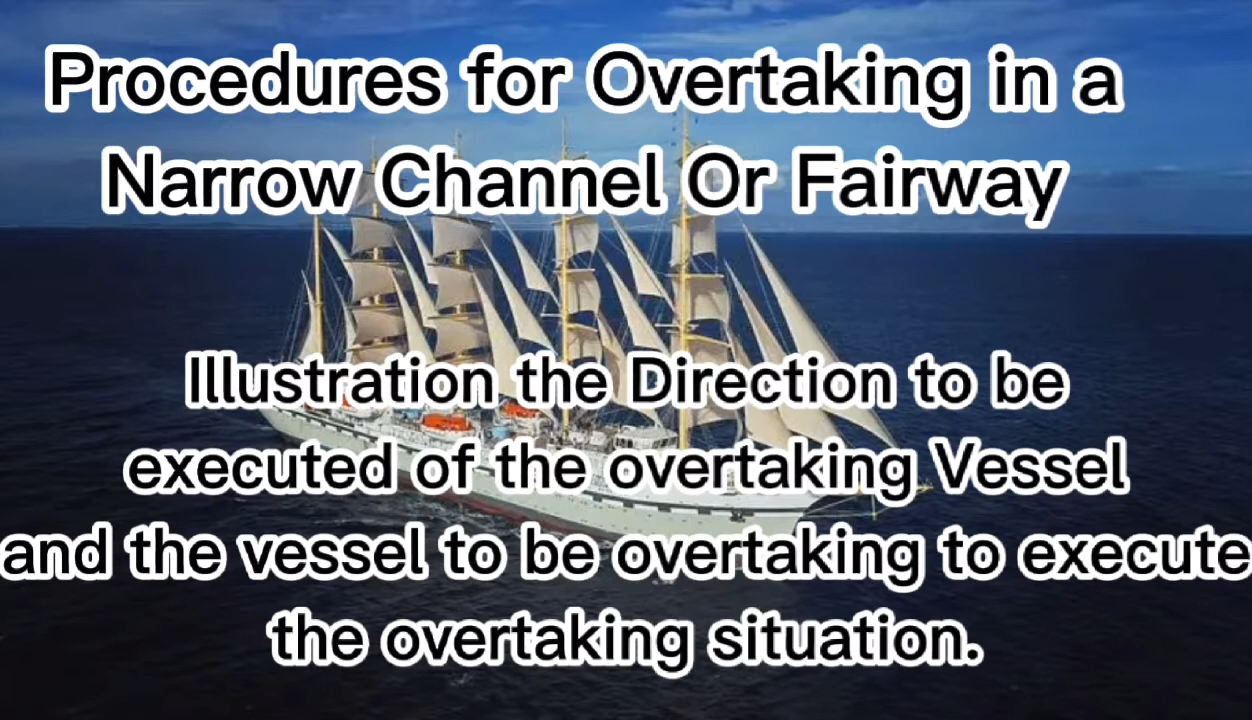 Procedures for Overtaking in a
Narrow Channel Or Fairway
Illustration the Direction to be
executed of the overtaking Vessel
and the vessel to be overtaking to execute
the overtaking situation.